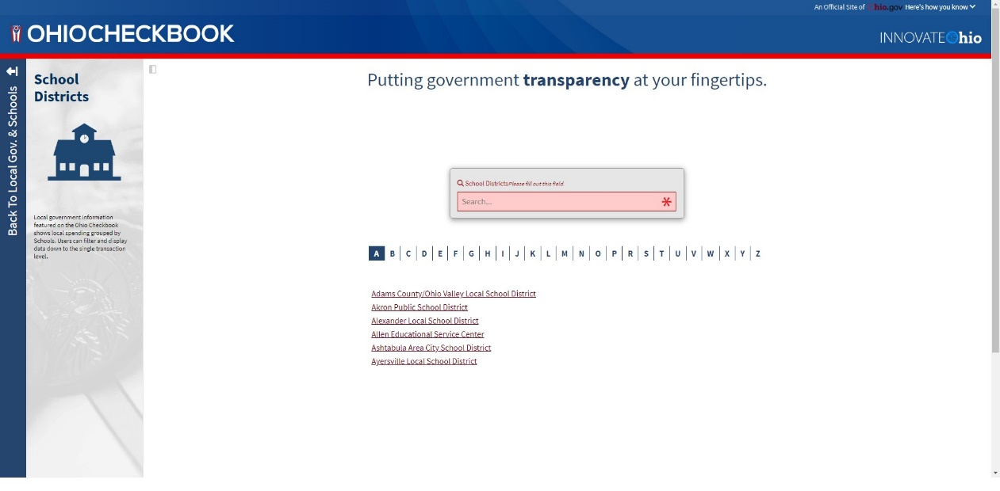 An Official Site of Ohio.gov Here's how you know
OHIOCHECKBOOK
INNOVATEOhio
Back To Local Gov. & Schools
School
Districts
Local government information
featured on the Ohio Checkbook
shows local spending grouped by
Schools. Users can filter and display
data down to the single transaction
level.
Putting government transparency at your fingertips.
School Districts Please fill out this field.
Search...
A B C D E F G H I J K L M N O P R S T U V W X Y Z
Adams County/Ohio Valley Local School District
Akron Public School District
Alexander Local School District
Allen Educational Service Center
Ashtabula Area City School District
Ayersville Local School District